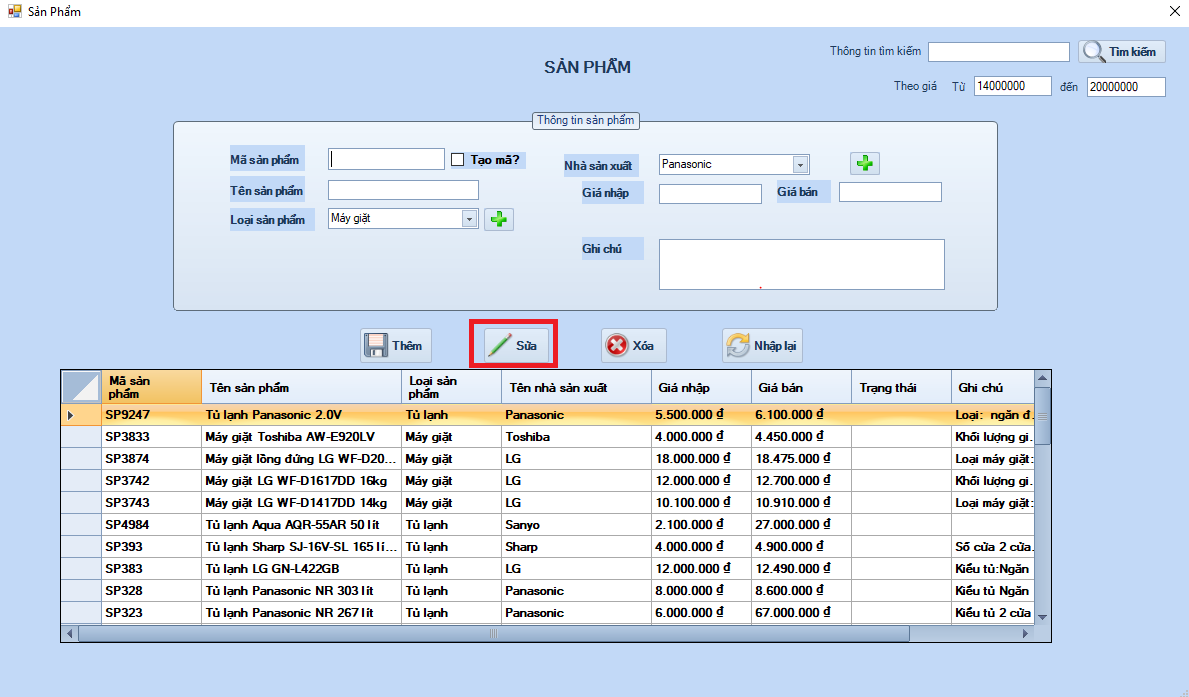 Sản Phẩm
Thông tin tìm kiếm
Tìm kiếm
SẢN PHẨM
Theo giá Từ 14000000 đến 20000000
Thông tin sản phẩm
Mã sản phẩm
Tạo mã?
Nhà sản xuất Panasonic
Tên sản phẩm
Giá nhập
Giá bán
Loại sản phẩm Máy giặt
Ghi chú
Thêm Sửa Xóa Nhập lại
Mã sản phẩm Tên sản phẩm Loại sản phẩm Tên nhà sản xuất Giá nhập Giá bán Trạng thái Ghi chú
SP9247 Tủ lạnh Panasonic 2.0V Tủ lạnh Panasonic 5.500.000 ₫ 6.100.000 ₫ Loại: ngăn đ...
SP3833 Máy giặt Toshiba AW-E920LV Máy giặt Toshiba 4.000.000 ₫ 4.450.000 ₫ Khối lượng gi...
SP3874 Máy giặt lồng đứng LG WF-D20... Máy giặt LG 18.000.000 ₫ 18.475.000 ₫ Loại máy giặt:
SP3742 Máy giặt LG WF-D1617DD 16kg Máy giặt LG 12.000.000 ₫ 12.700.000 ₫ Khối lượng gi...
SP3743 Máy giặt LG WF-D1417DD 14kg Máy giặt LG 10.100.000 ₫ 10.910.000 ₫ Loại máy giặt:
SP4984 Tủ lạnh Aqua AQR-55AR 50 lít Tủ lạnh Sanyo 2.100.000 ₫ 27.000.000 ₫
SP393 Tủ lạnh Sharp SJ-16V-SL 165 lí... Tủ lạnh Sharp 4.000.000 ₫ 4.900.000 ₫ Số cửa 2 cửa...
SP383 Tủ lạnh LG GN-L422GB Tủ lạnh LG 12.000.000 ₫ 12.490.000 ₫ Kiểu tủ:Ngăn
SP328 Tủ lạnh Panasonic NR 303 lít Tủ lạnh Panasonic 8.000.000 ₫ 8.600.000 ₫ Kiểu tủ Ngăn
SP323 Tủ lạnh Panasonic NR 267 lít Tủ lạnh Panasonic 6.000.000 ₫ 67.000.000 ₫ Kiểu tủ 2 cửa